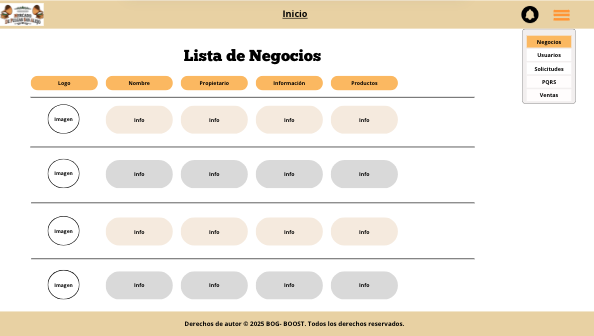 Inicio
Negocios
Usuarios
Solicitudes
PQRS
Ventas
Lista de Negocios
Logo Nombre Propietario Información Productos
Imagen Info Info Info Info
Imagen Info Info Info Info
Imagen Info Info Info Info
Imagen Info Info Info Info
Derechos de autor © 2025 BOG- BOOST. Todos los derechos reservados.